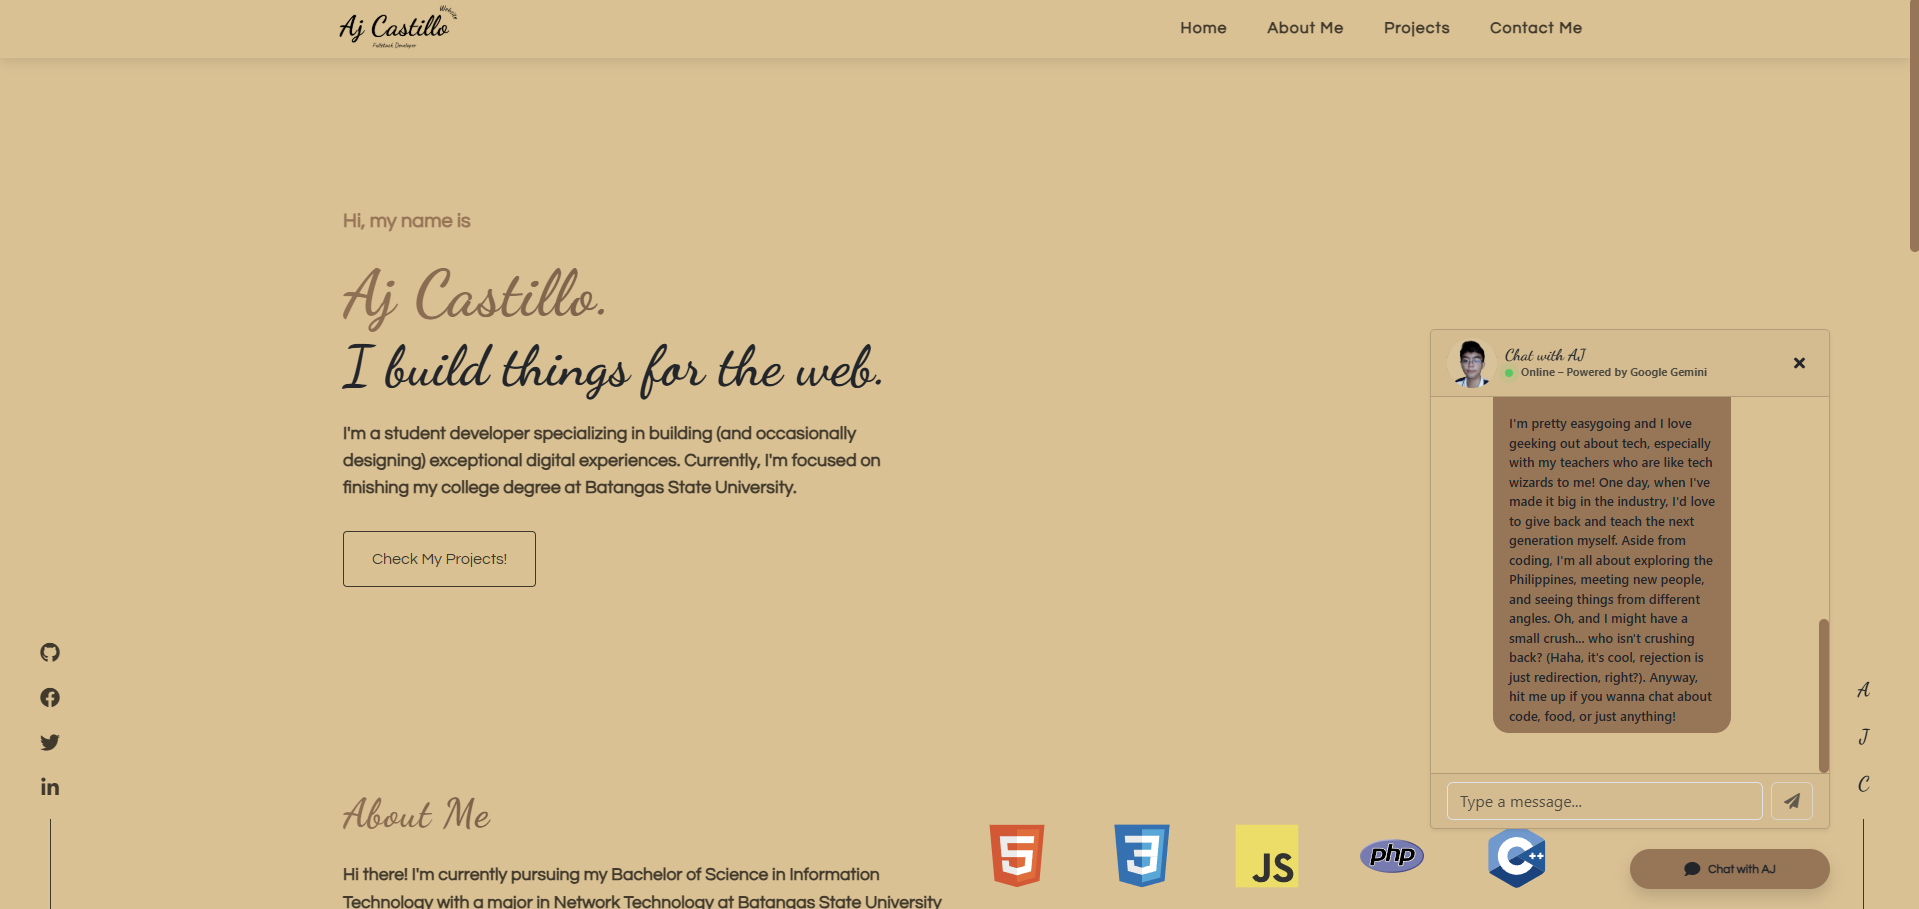 Aj Castillo
Website
Fullstack Developer
Home
About Me
Projects
Contact Me
Hi, my name is
Aj Castillo.
I build things for the web.
I'm a student developer specializing in building (and occasionally
designing) exceptional digital experiences. Currently, I'm focused on
finishing my college degree at Batangas State University.
Check My Projects!
About Me
Hi there! I'm currently pursuing my Bachelor of Science in Information
Technology with a major in Network Technology at Batangas State University
5
3
JS
php
C++
Chat with AJ
Online – Powered by Google Gemini
I'm pretty easygoing and I love
geeking out about tech, especially
with my teachers who are like tech
wizards to me! One day, when I've
made it big in the industry, I'd love
to give back and teach the next
generation myself. Aside from
coding, I'm all about exploring the
Philippines, meeting new people,
and seeing things from different
angles. Oh, and I might have a
small crush... who isn't crushing
back? (Haha, it's cool, rejection is
just redirection, right?). Anyway,
hit me up if you wanna chat about
code, food, or just anything!
Type a message...
Chat with AJ
A
J
C